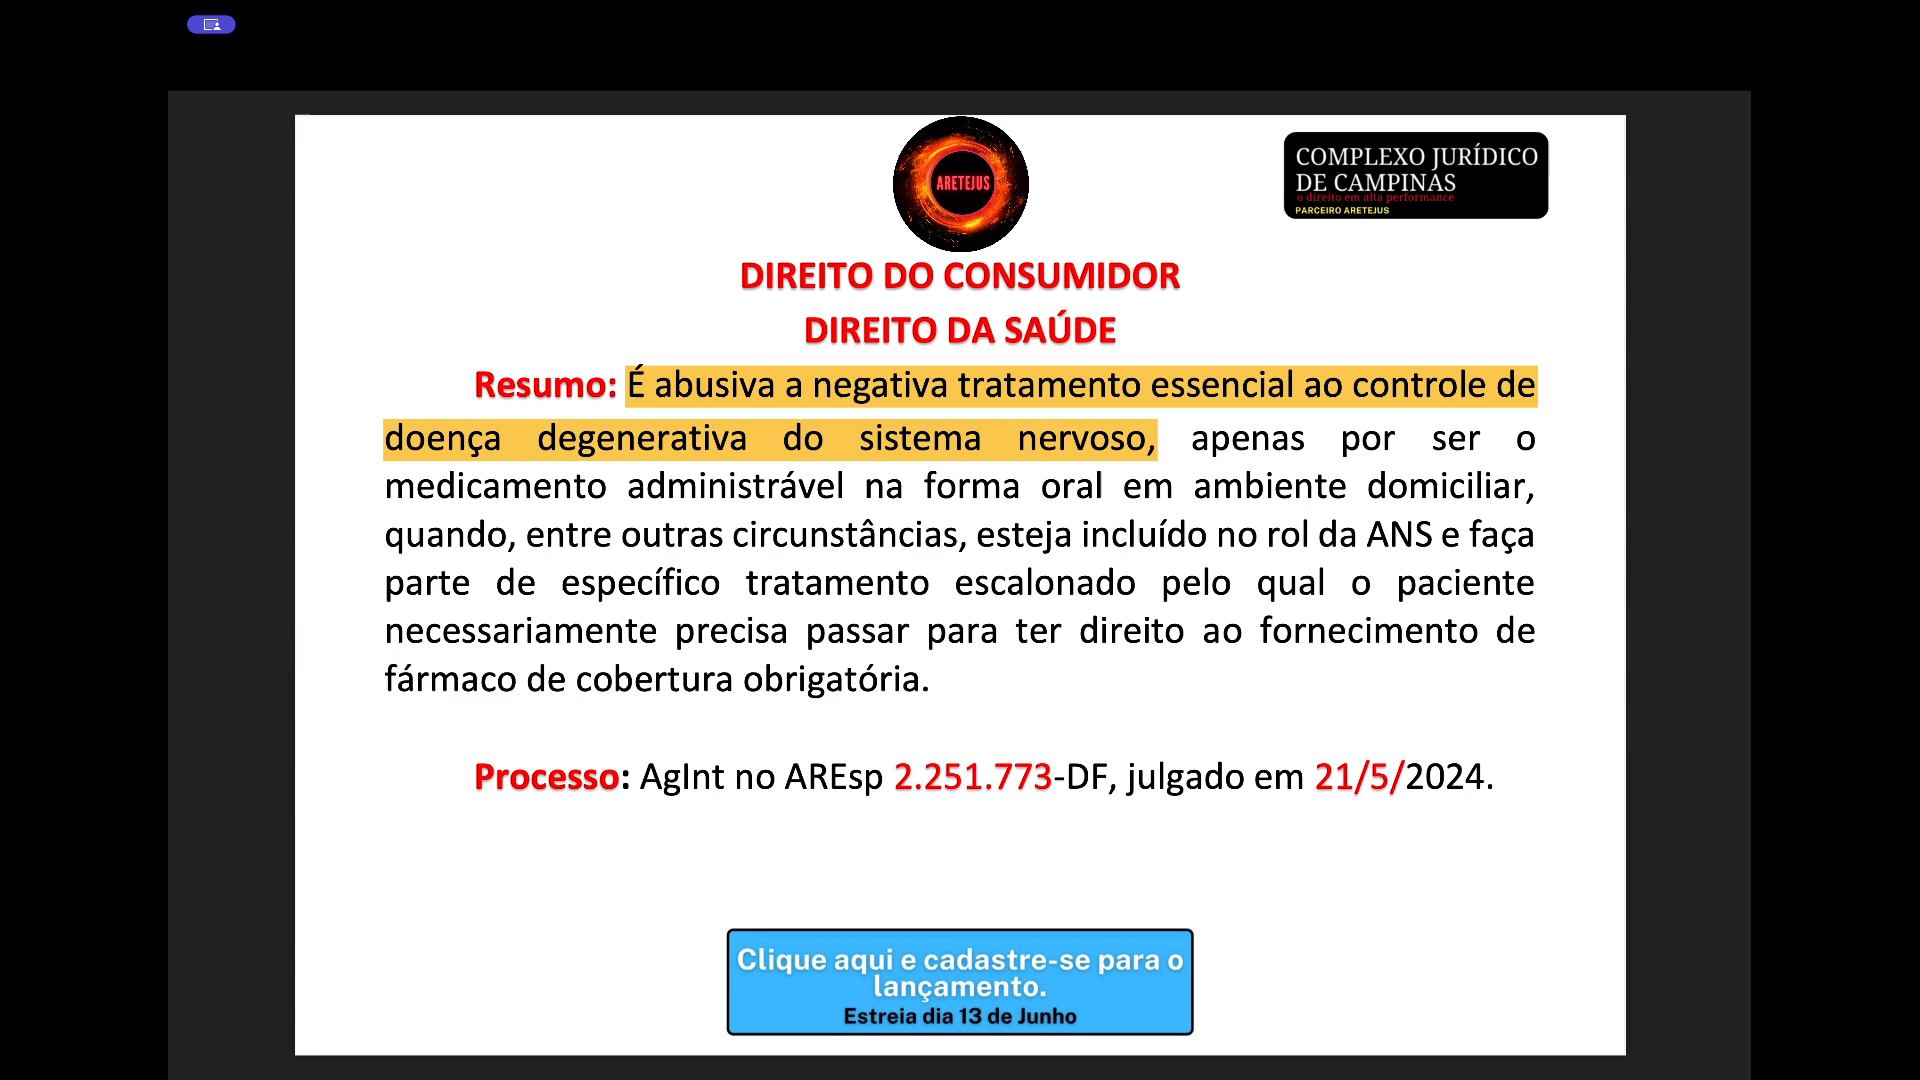 ARETEJUS
COMPLEXO JURÍDICO
DE CAMPINAS
o direito em alta performance
PARCEIRO ARETEJUS
DIREITO DO CONSUMIDOR
DIREITO DA SAÚDE
Resumo: É abusiva a negativa tratamento essencial ao controle de
doença degenerativa do sistema nervoso, apenas por ser o
medicamento administrável na forma oral em ambiente domiciliar,
quando, entre outras circunstâncias, esteja incluído no rol da ANS e faça
parte de específico tratamento escalonado pelo qual o paciente
necessariamente precisa passar para ter direito ao fornecimento de
fármaco de cobertura obrigatória.
Processo: AgInt no AREsp 2.251.773-DF, julgado em 21/5/2024.
Clique aqui e cadastre-se para o
lançamento.
Estreia dia 13 de Junho